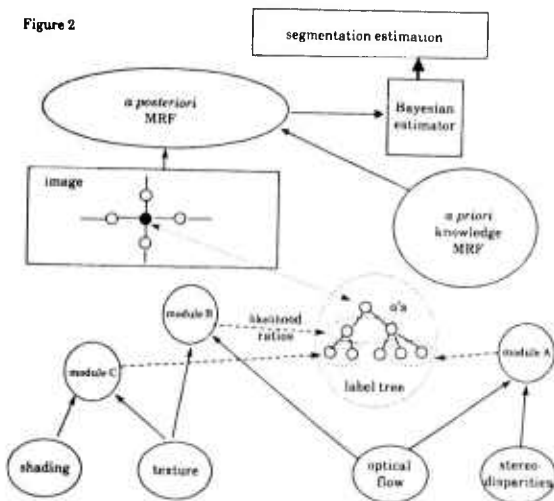 Figure 2
segmentation estimation
a posteriori
MRF
Bayesian
estimator
image
a priori
knowledge
MRF
module B
likelihood
ratios
α's
module C
module A
label tree
shading
texture
optical
flow
stereo-
disparities